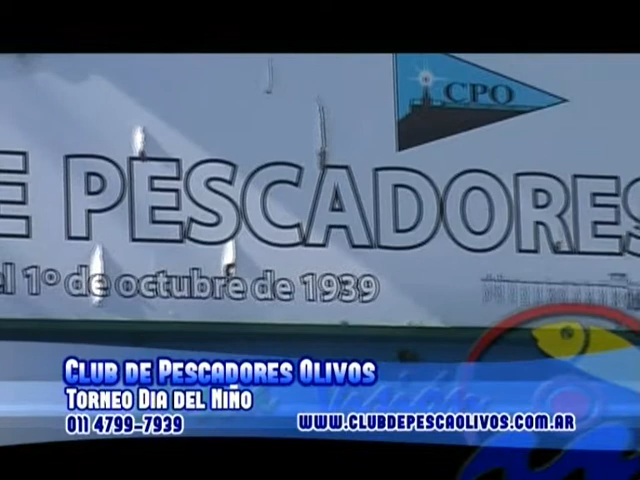 CPO
E PESCADORES
el 1º de octubre de 1939
Club de Pescadores Olivos
Torneo Dia del Niño
011 4799-7939
www.clubdepescaolivos.com.ar